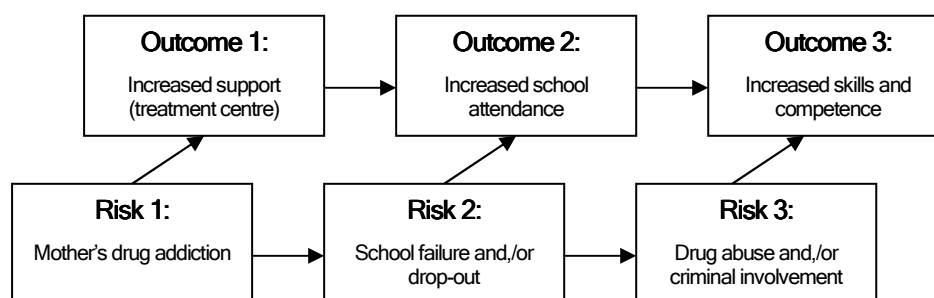 Outcome 1:
Increased support
(treatment centre)
Outcome 2:
Increased school
attendance
Outcome 3:
Increased skills and
competence
Risk 1:
Mother's drug addiction
Risk 2:
School failure and,/or
drop-out
Risk 3:
Drug abuse and,/or
criminal involvement